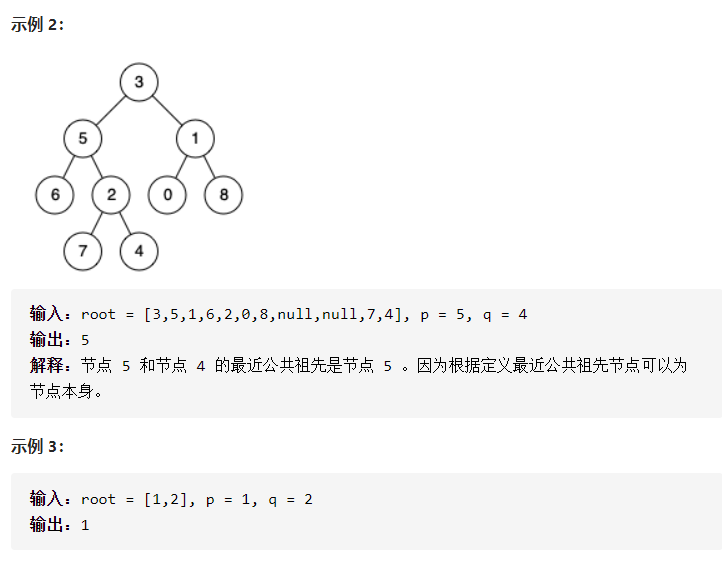 示例 2：
3
5 1
6 2 0 8
7 4
输入：root = [3,5,1,6,2,0,8,null,null,7,4], p = 5, q = 4
输出：5
解释：节点 5 和节点 4 的最近公共祖先是节点 5 。因为根据定义最近公共祖先节点可以为
节点本身。
示例 3：
输入：root = [1,2], p = 1, q = 2
输出：1